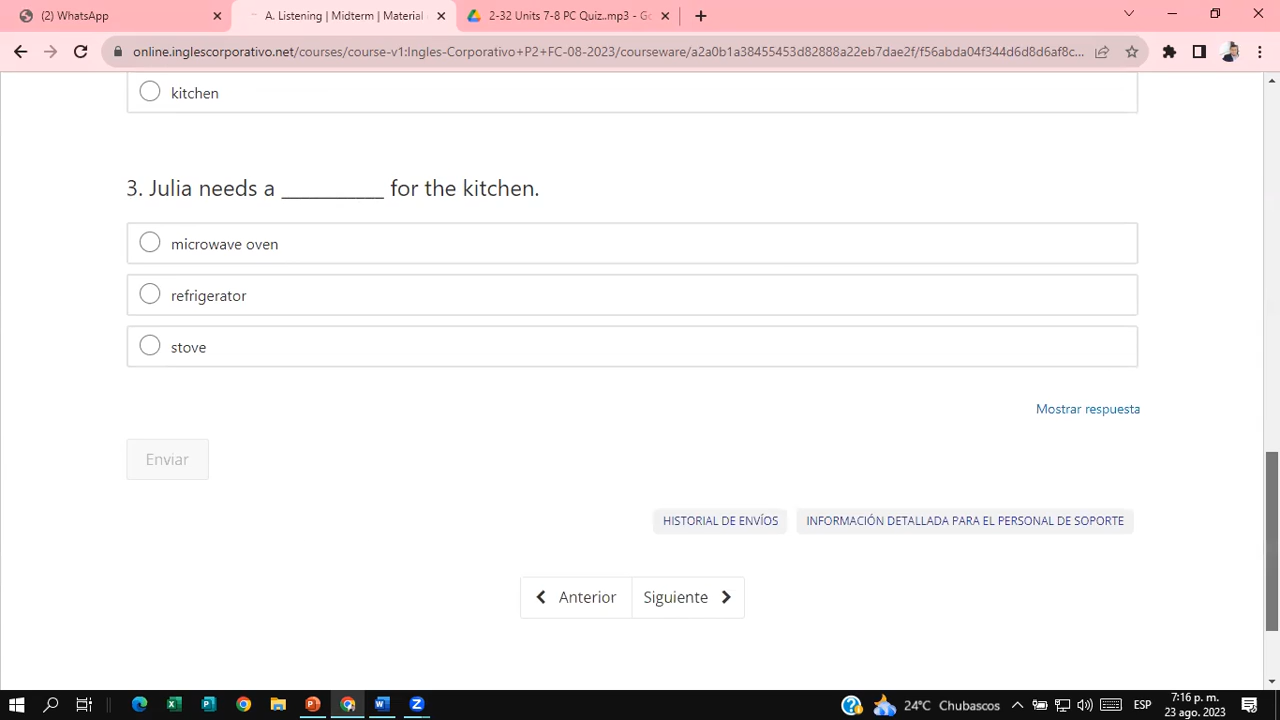 (2) WhatsApp
A. Listening | Midterm | Material
2-32 Units 7-8 PC Quiz..mp3 - Go
online.inglescorporativo.net/courses/course-v1:Ingles-Corporativo+P2+FC-08-2023/courseware/a2a0b1a38455453d82888a22eb7dae2f/f56abda04f344d6d8d6af8c...
kitchen
3. Julia needs a ___________ for the kitchen.
microwave oven
refrigerator
stove
Mostrar respuesta
Enviar
HISTORIAL DE ENVÍOS
INFORMACIÓN DETALLADA PARA EL PERSONAL DE SOPORTE
Anterior
Siguiente
24°C Chubascos
ESP
7:16 p. m.
23 ago. 2023